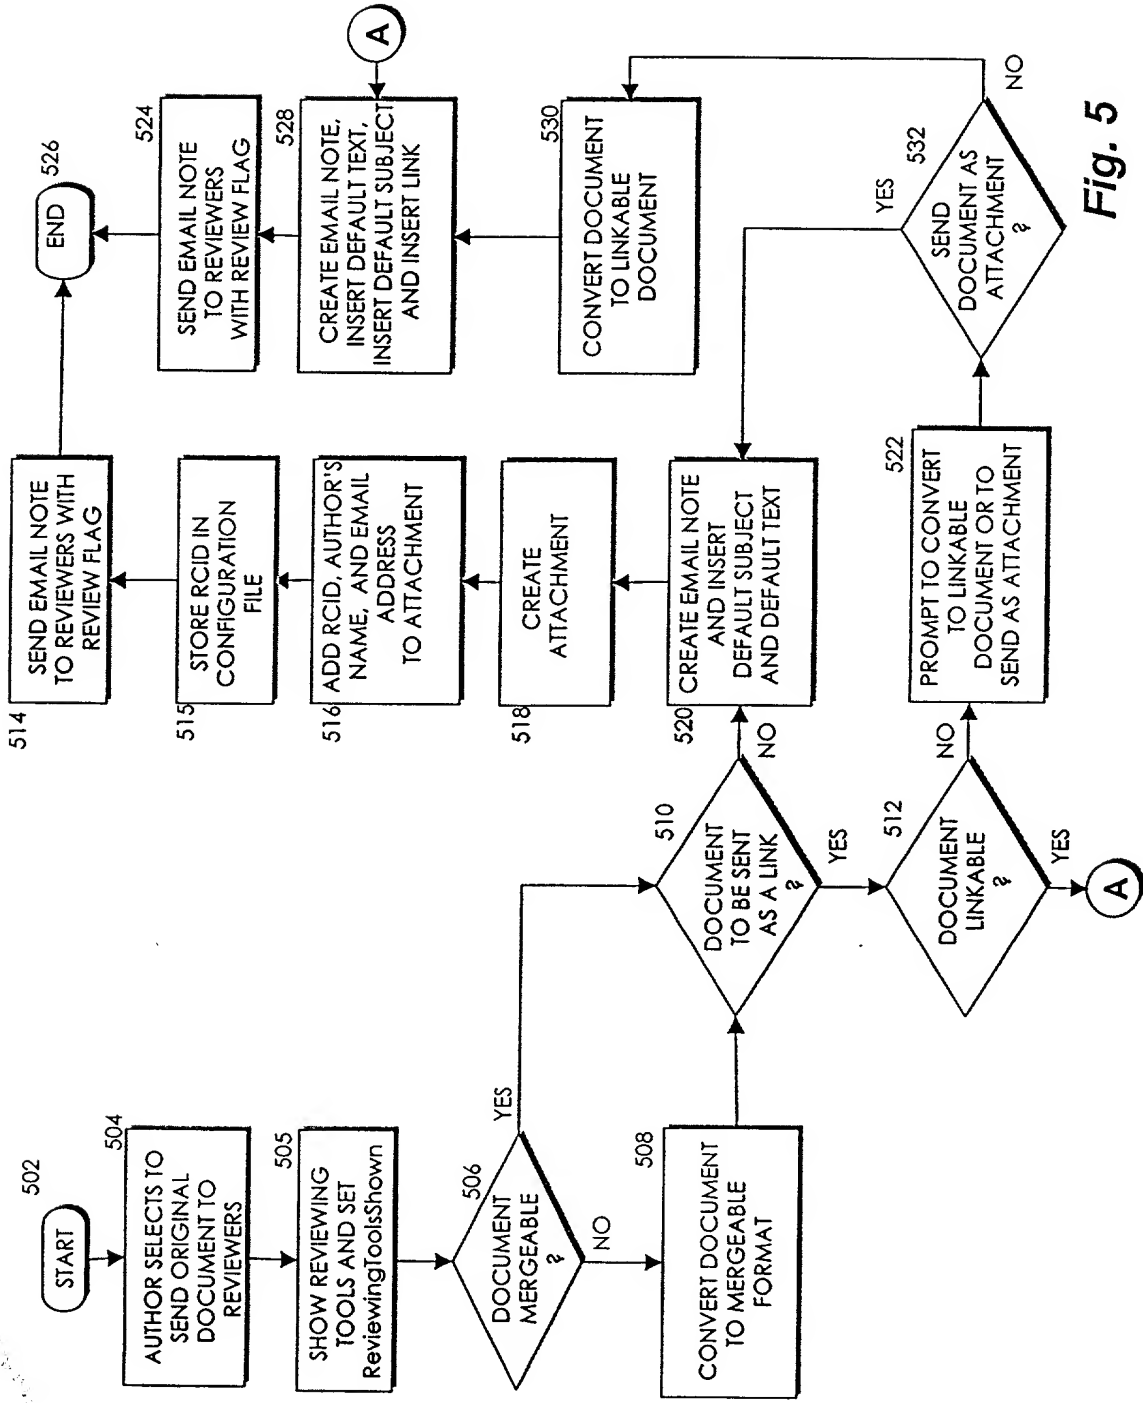 502
START
504
AUTHOR SELECTS TO
SEND ORIGINAL
DOCUMENT TO
REVIEWERS
505
SHOW REVIEWING
TOOLS AND SET
ReviewingToolsShown
506
DOCUMENT
MERGEABLE
?
YES
NO
508
CONVERT DOCUMENT
TO MERGEABLE
FORMAT
510
DOCUMENT
TO BE SENT
AS A LINK
?
NO
YES
512
DOCUMENT
LINKABLE
?
NO
YES
A
514
SEND EMAIL NOTE
TO REVIEWERS WITH
REVIEW FLAG
515
STORE RCID IN
CONFIGURATION
FILE
516
ADD RCID, AUTHOR'S
NAME, AND EMAIL
ADDRESS
TO ATTACHMENT
518
CREATE
ATTACHMENT
520
CREATE EMAIL NOTE
AND INSERT
DEFAULT SUBJECT
AND DEFAULT TEXT
522
PROMPT TO CONVERT
TO LINKABLE
DOCUMENT OR TO
SEND AS ATTACHMENT
526
END
524
SEND EMAIL NOTE
TO REVIEWERS
WITH REVIEW FLAG
528
CREATE EMAIL NOTE,
INSERT DEFAULT TEXT,
INSERT DEFAULT SUBJECT
AND INSERT LINK
A
530
CONVERT DOCUMENT
TO LINKABLE
DOCUMENT
532
SEND
DOCUMENT AS
ATTACHMENT
?
YES
NO
Fig. 5